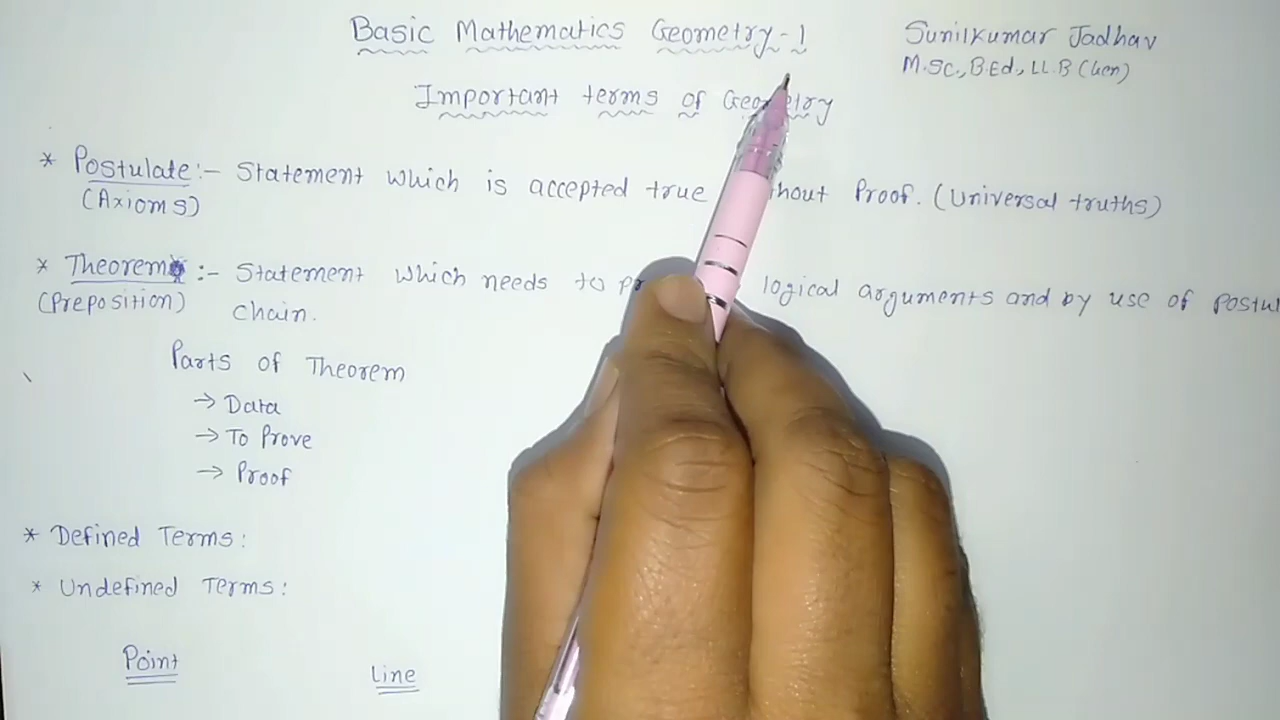 Basic Mathematics Geometry-1
Sunilkumar Jadhav
M.Sc., B.Ed., LL.B (Gen)
Important terms of Geometry
* Postulate:- Statement which is accepted true Proof. (Universal truths)
(Axioms)
* Theorem :- Statement which needs to logical arguments and by use of
(Preposition) chain.
Parts of Theorem
→ Data
→ To Prove
→ Proof
* Defined Terms:
* Undefined Terms:
Point
Line